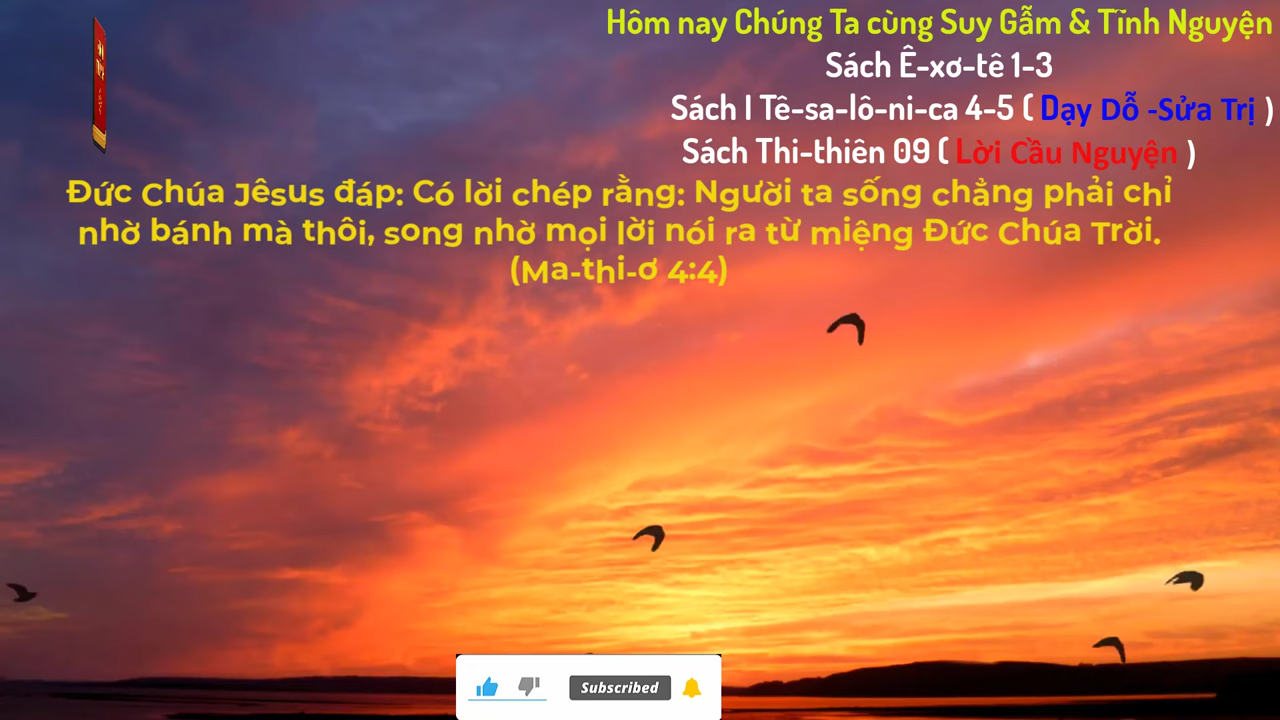 Hôm nay Chúng Ta cùng Suy Gẫm & Tĩnh Nguyện
Sách Ê-xơ-tê 1-3
Sách I Tê-sa-lô-ni-ca 4-5 ( Dạy Dỗ -Sửa Trị )
Sách Thi-thiên 09 ( Lời Cầu Nguyện )
Đức Chúa Jêsus đáp: Có lời chép rằng: Người ta sống chẳng phải chỉ
nhờ bánh mà thôi, song nhờ mọi lời nói ra từ miệng Đức Chúa Trời.
(Ma-thi-ơ 4:4)
Subscribed